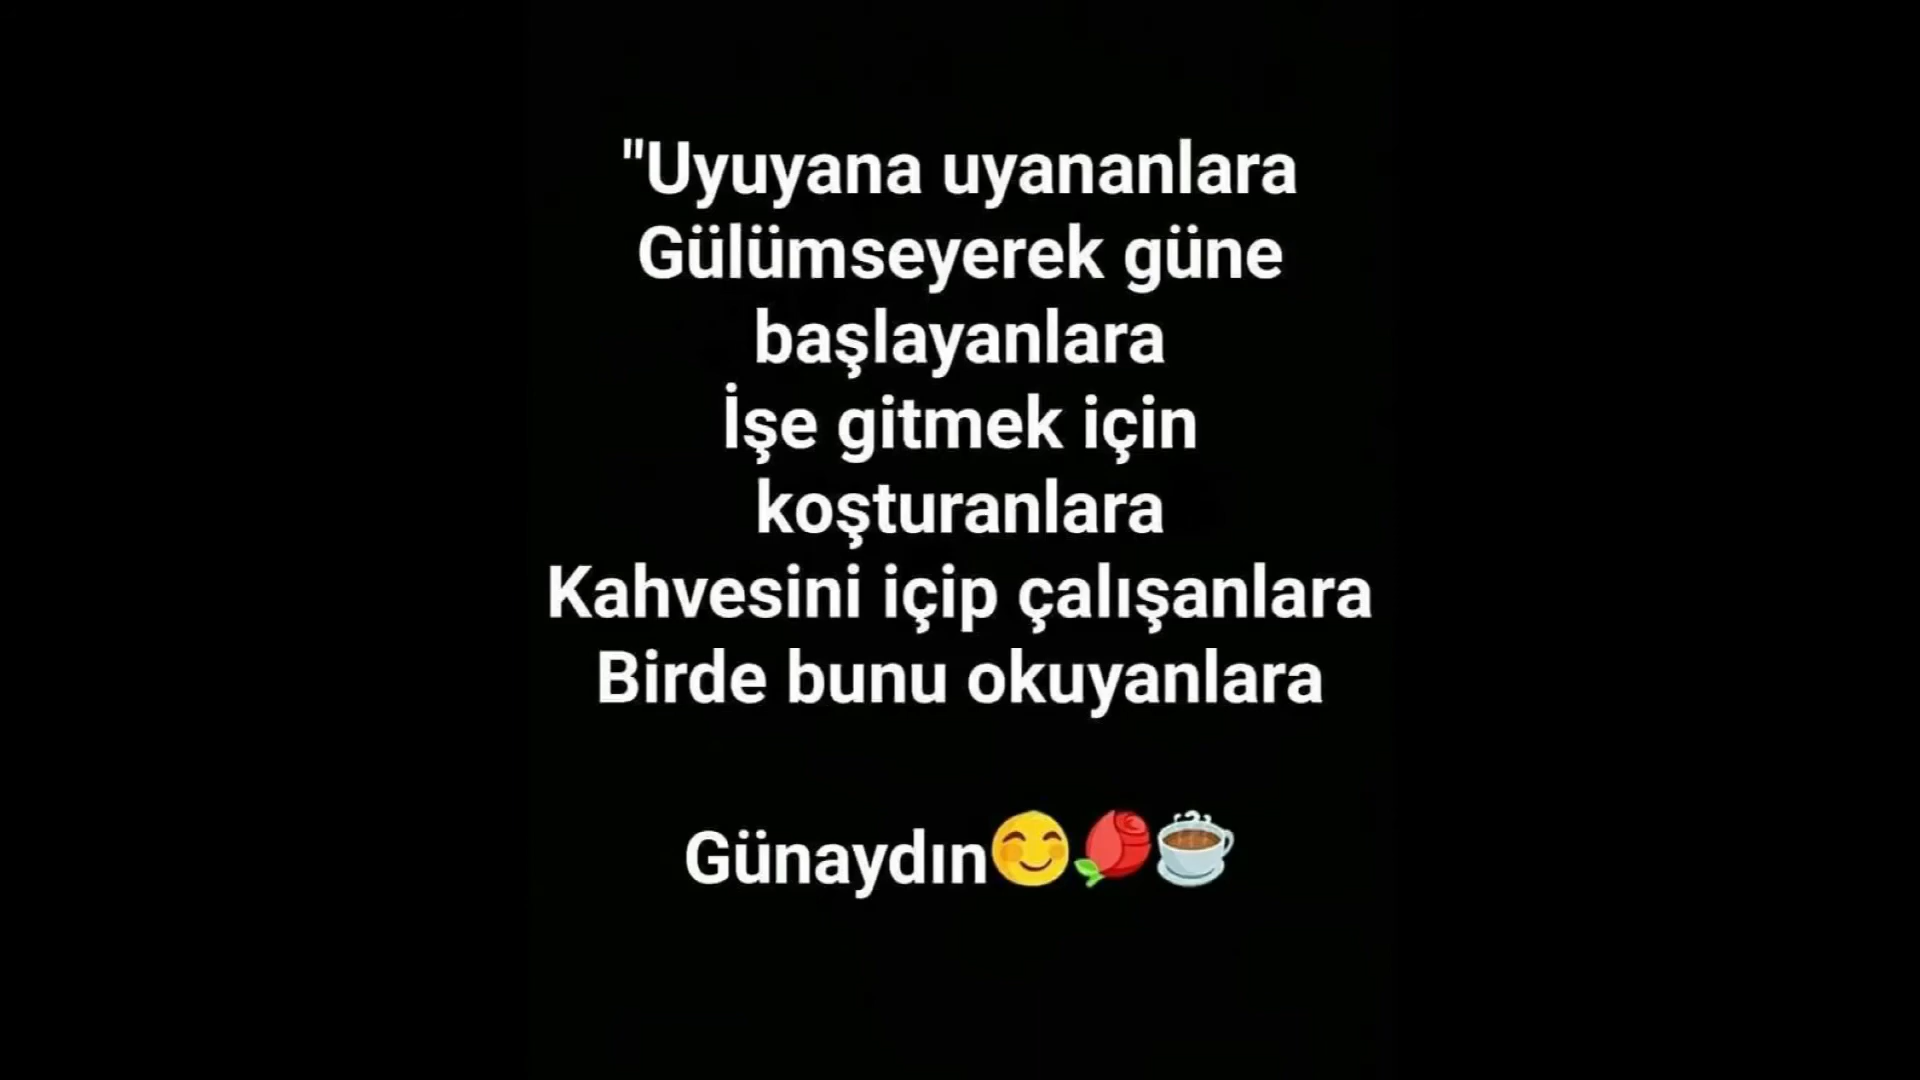 "Uyuyana uyananlara
Gülümseyerek güne
başlayanlara
İşe gitmek için
koşturanlara
Kahvesini içip çalışanlara
Birde bunu okuyanlara
Günaydın😊🌹☕